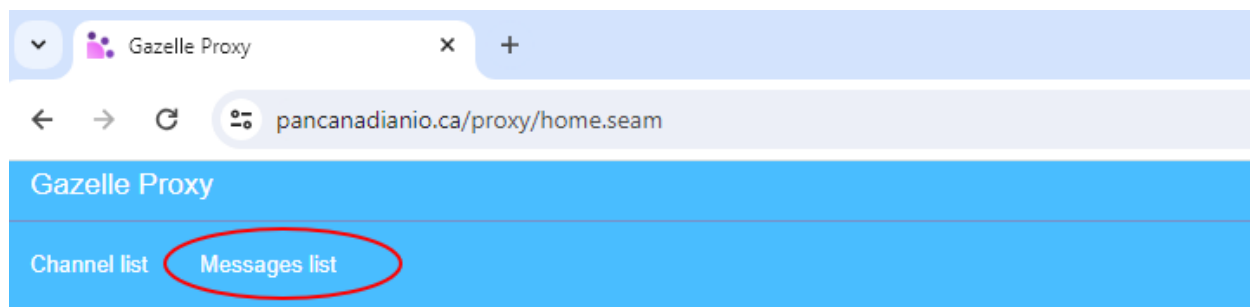 Gazelle Proxy
pancanadianio.ca/proxy/home.seam
Gazelle Proxy
Channel list Messages list